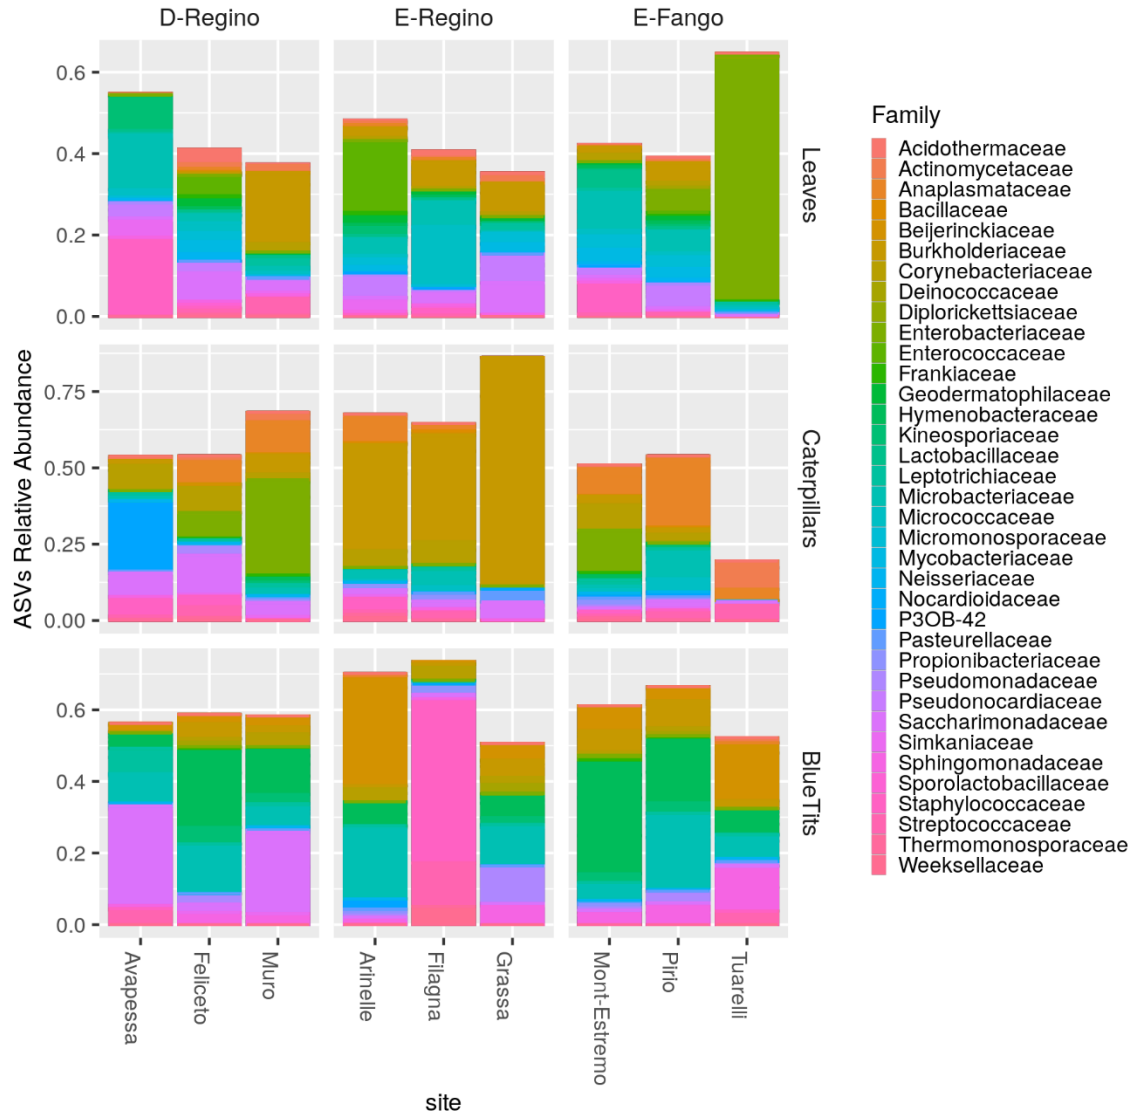 D-Regino E-Regino E-Fango
ASVs Relative Abundance
0.6
0.4
0.2
0.0
Leaves
0.75
0.50
0.25
0.00
Caterpillars
0.6
0.4
0.2
0.0
BlueTits
Avapessa Feliceto Muro Arinelle Filagna Grassa Mont-Estremo Pirio Tuarelli
site
Family
Acidothermaceae
Actinomycetaceae
Anaplasmataceae
Bacillaceae
Beijerinckiaceae
Burkholderiaceae
Corynebacteriaceae
Deinococcaceae
Diplorickettsiaceae
Enterobacteriaceae
Enterococcaceae
Frankiaceae
Geodermatophilaceae
Hymenobacteraceae
Kineosporiaceae
Lactobacillaceae
Leptotrichiaceae
Microbacteriaceae
Micrococcaceae
Micromonosporaceae
Mycobacteriaceae
Neisseriaceae
Nocardioidaceae
P3OB-42
Pasteurellaceae
Propionibacteriaceae
Pseudomonadaceae
Pseudonocardiaceae
Saccharimonadaceae
Simkaniaceae
Sphingomonadaceae
Sporolactobacillaceae
Staphylococcaceae
Streptococcaceae
Thermomonosporaceae
Weeksellaceae